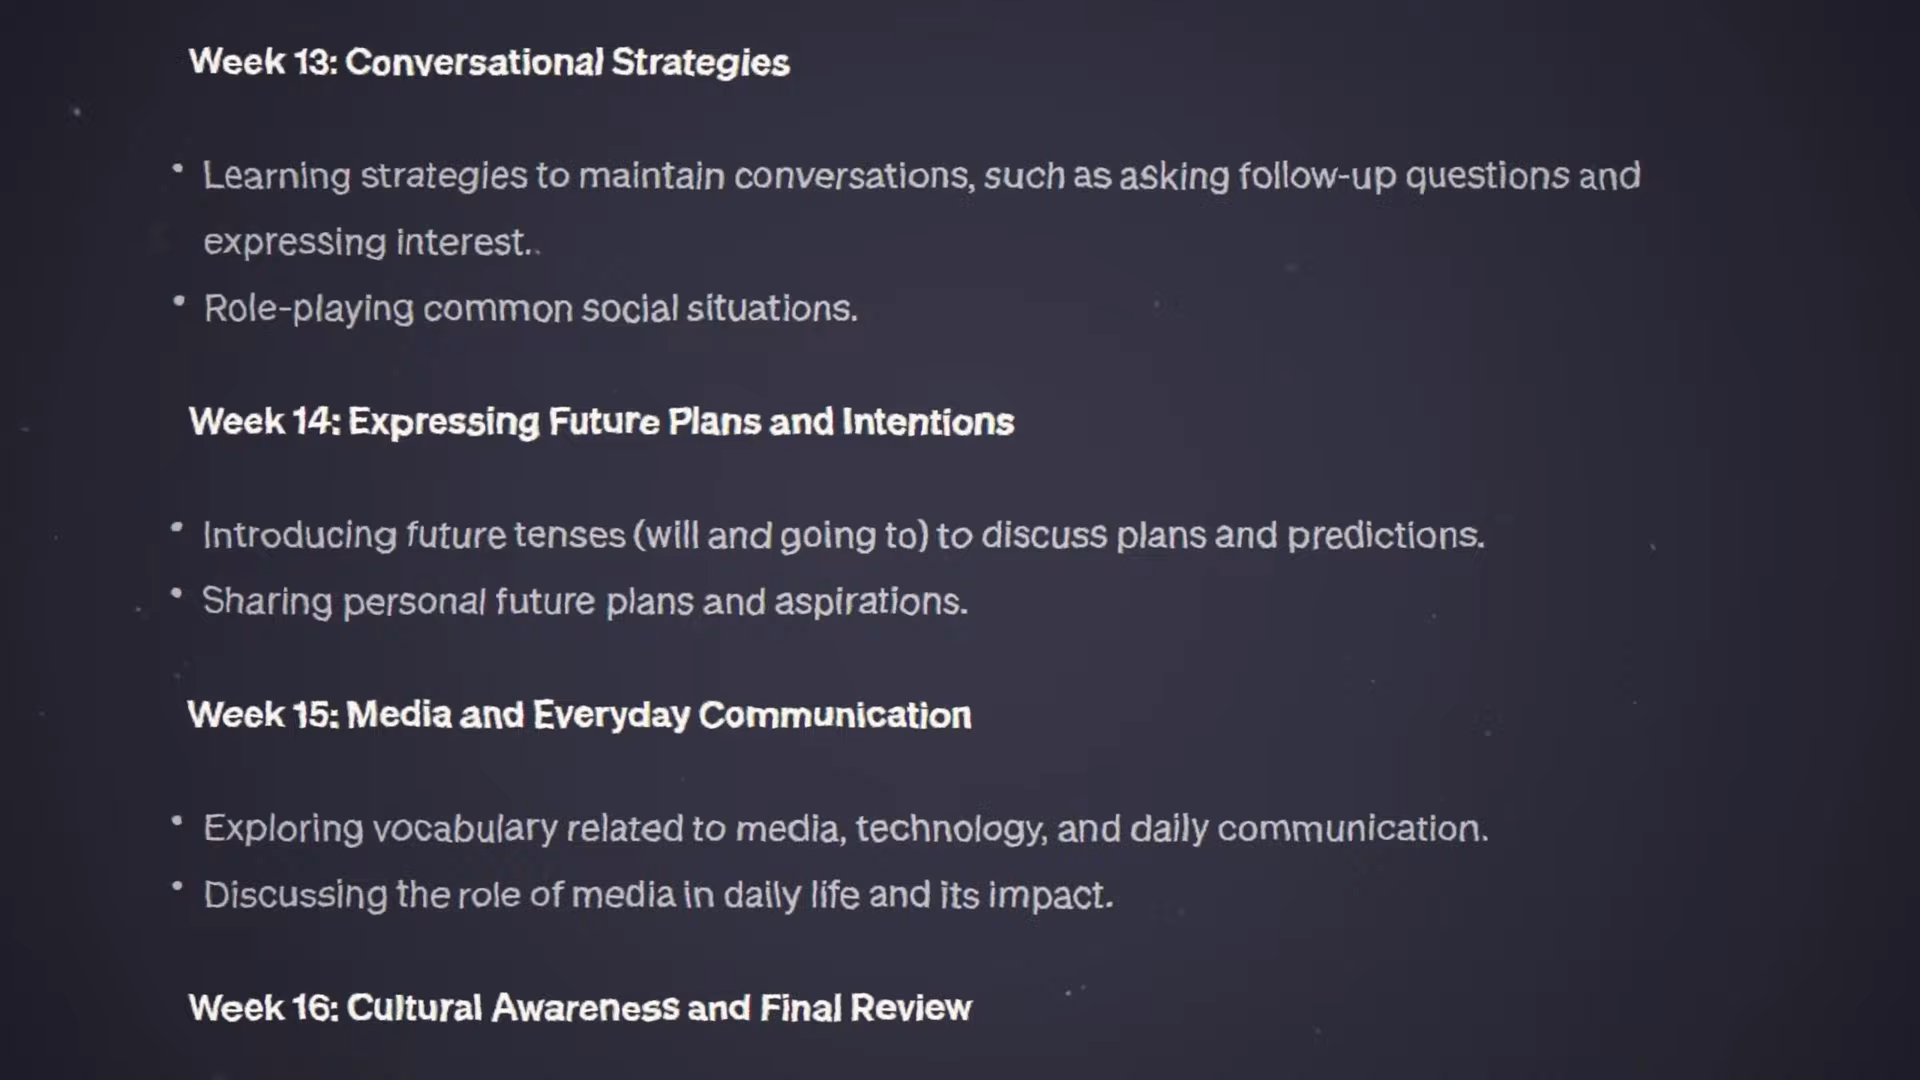 Week 13: Conversational Strategies
• Learning strategies to maintain conversations, such as asking follow-up questions and
expressing interest..
• Role-playing common social situations.
Week 14: Expressing Future Plans and Intentions
• Introducing future tenses (will and going to) to discuss plans and predictions.
• Sharing personal future plans and aspirations.
Week 15: Media and Everyday Communication
• Exploring vocabulary related to media, technology, and daily communication.
• Discussing the role of media in daily life and its impact.
Week 16: Cultural Awareness and Final Review